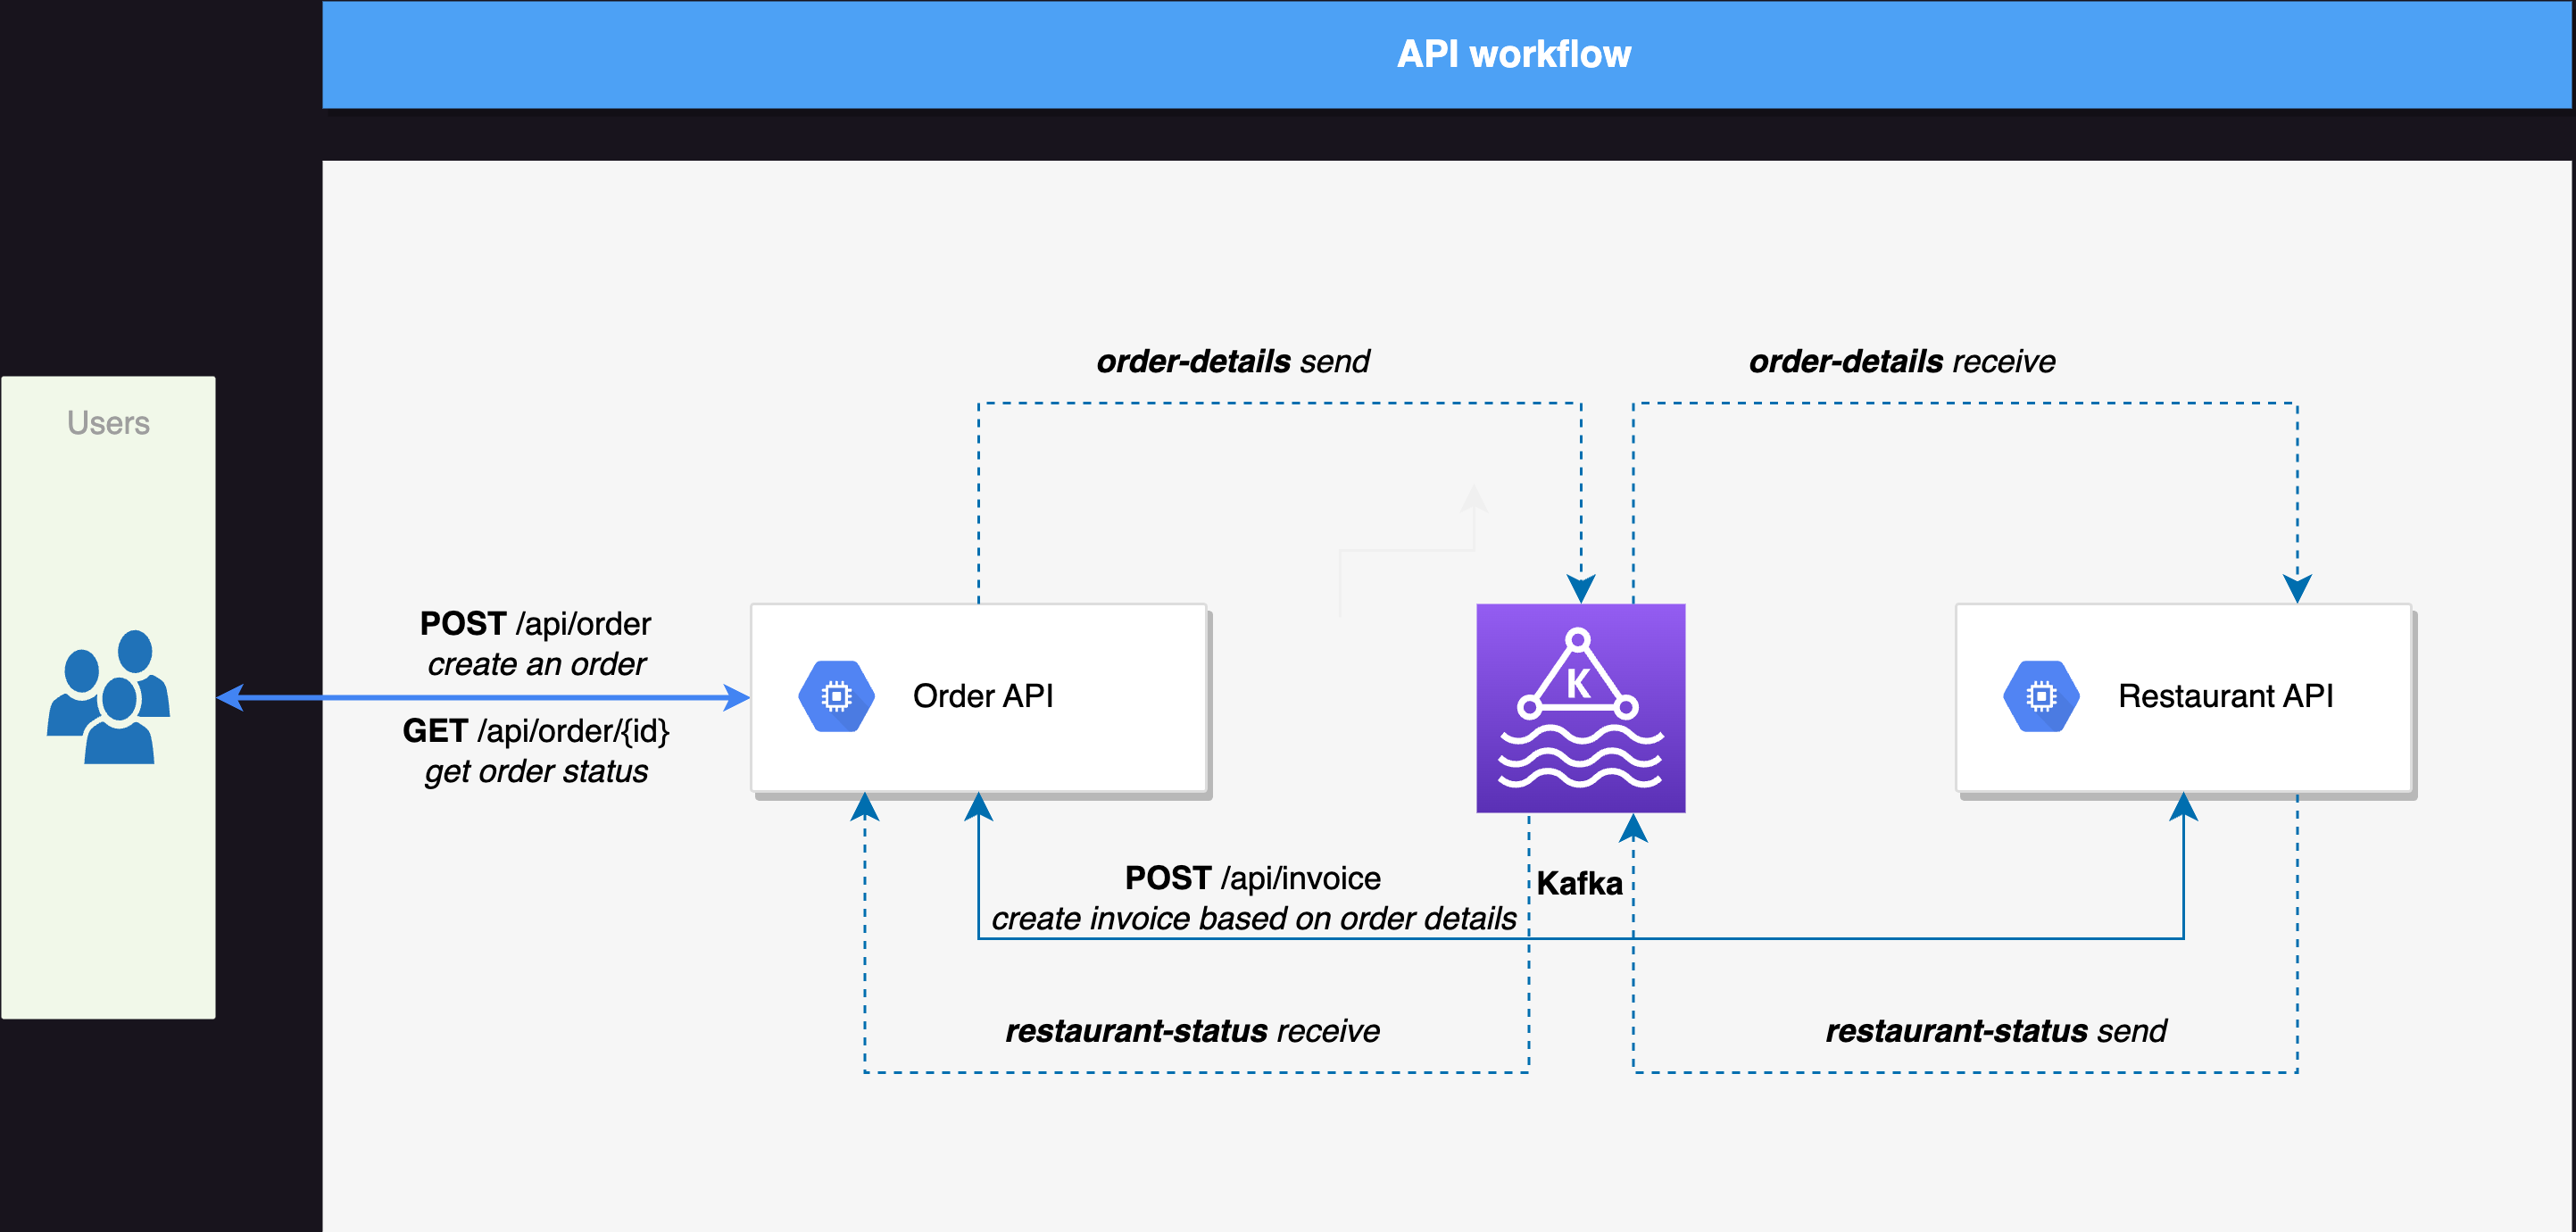 API workflow
Users
order-details send
order-details receive
POST /api/order
create an order
GET /api/order/{id}
get order status
Order API
K
Restaurant API
POST /api/invoice
create invoice based on order details
Kafka
restaurant-status receive
restaurant-status send